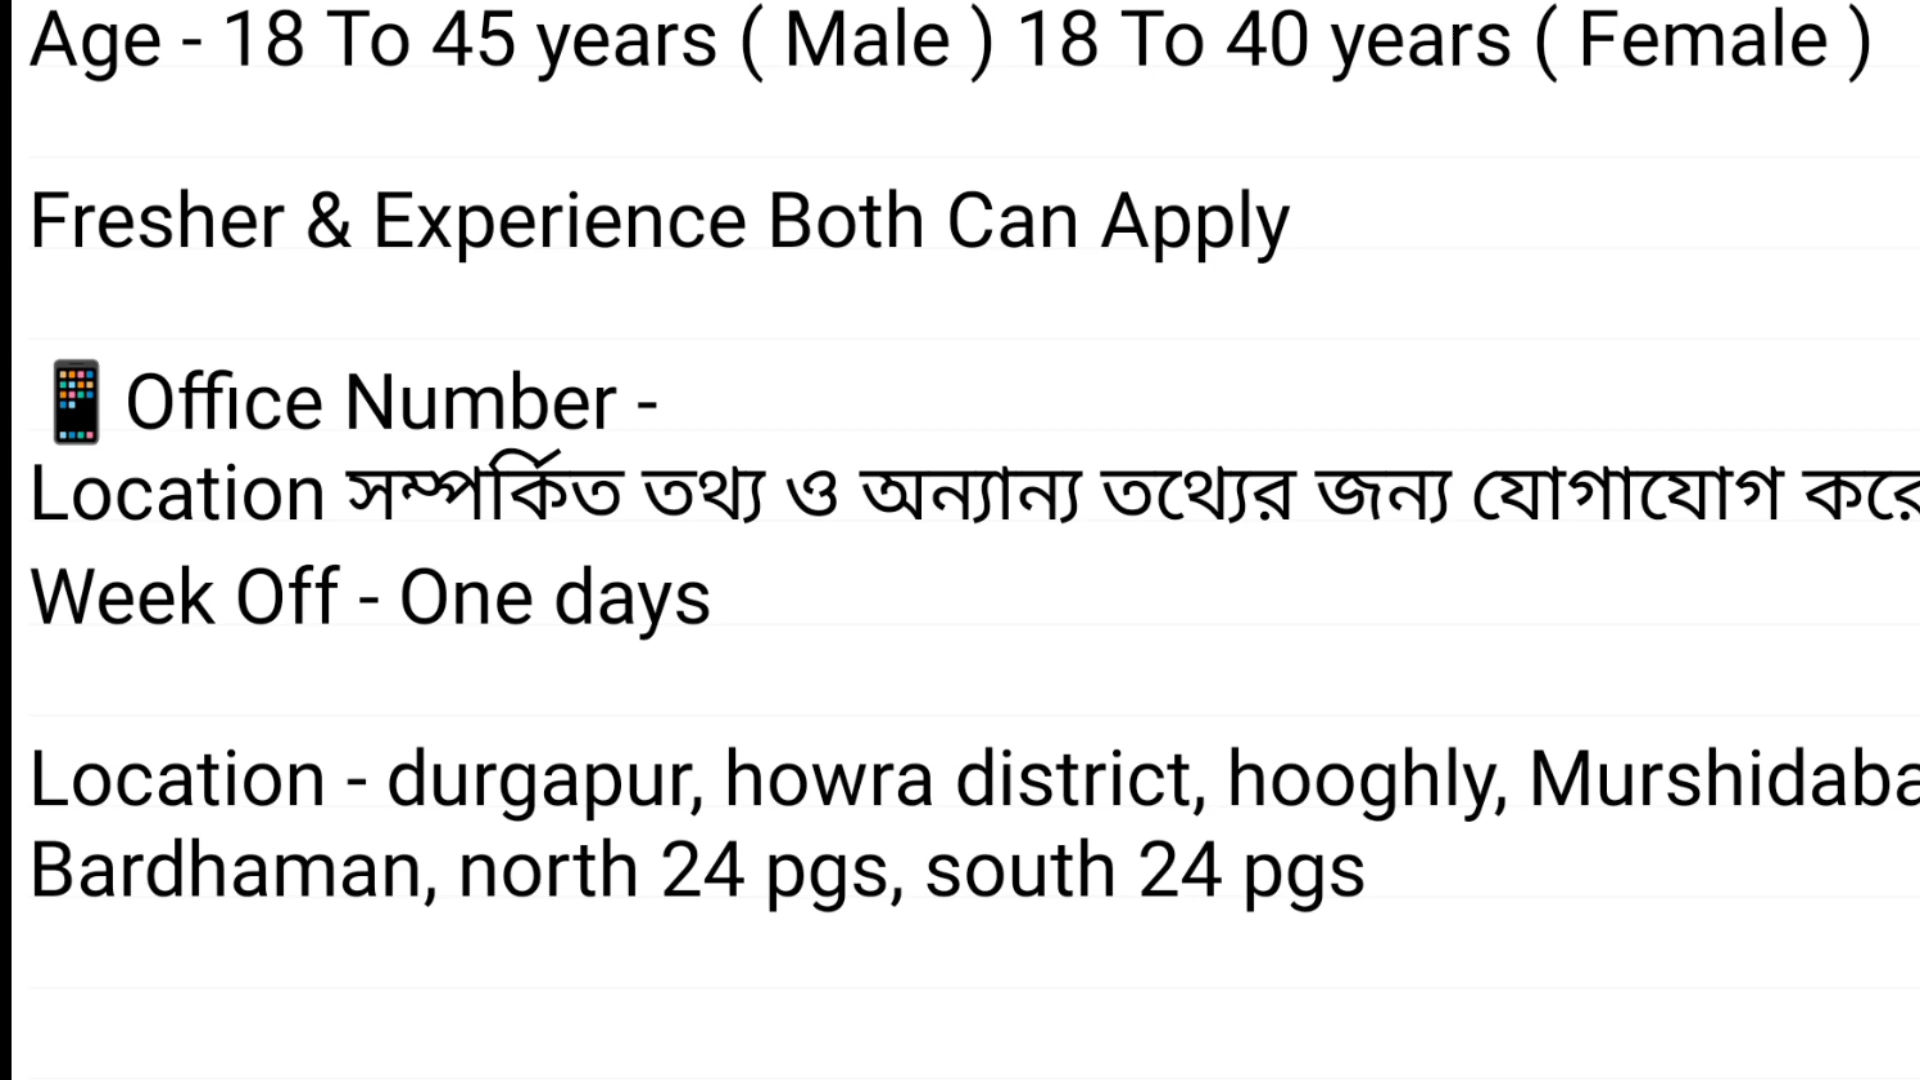 Age - 18 To 45 years ( Male ) 18 To 40 years ( Female )
Fresher & Experience Both Can Apply
📱 Office Number -
Location সম্পর্কিত তথ্য ও অন্যান্য তথ্যের জন্য যোগাযোগ
Week Off - One days
Location - durgapur, howra district, hooghly,
Bardhaman, north 24 pgs, south 24 pgs